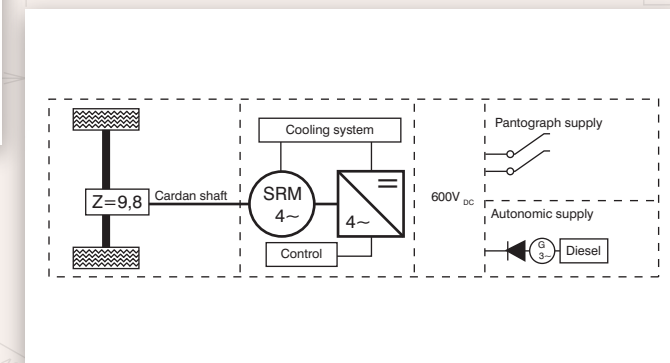 Cooling system
Pantograph supply
Z=9,8
Cardan shaft
SRM
4~
4~
600V DC
Autonomic supply
Control
G
3~
Diesel